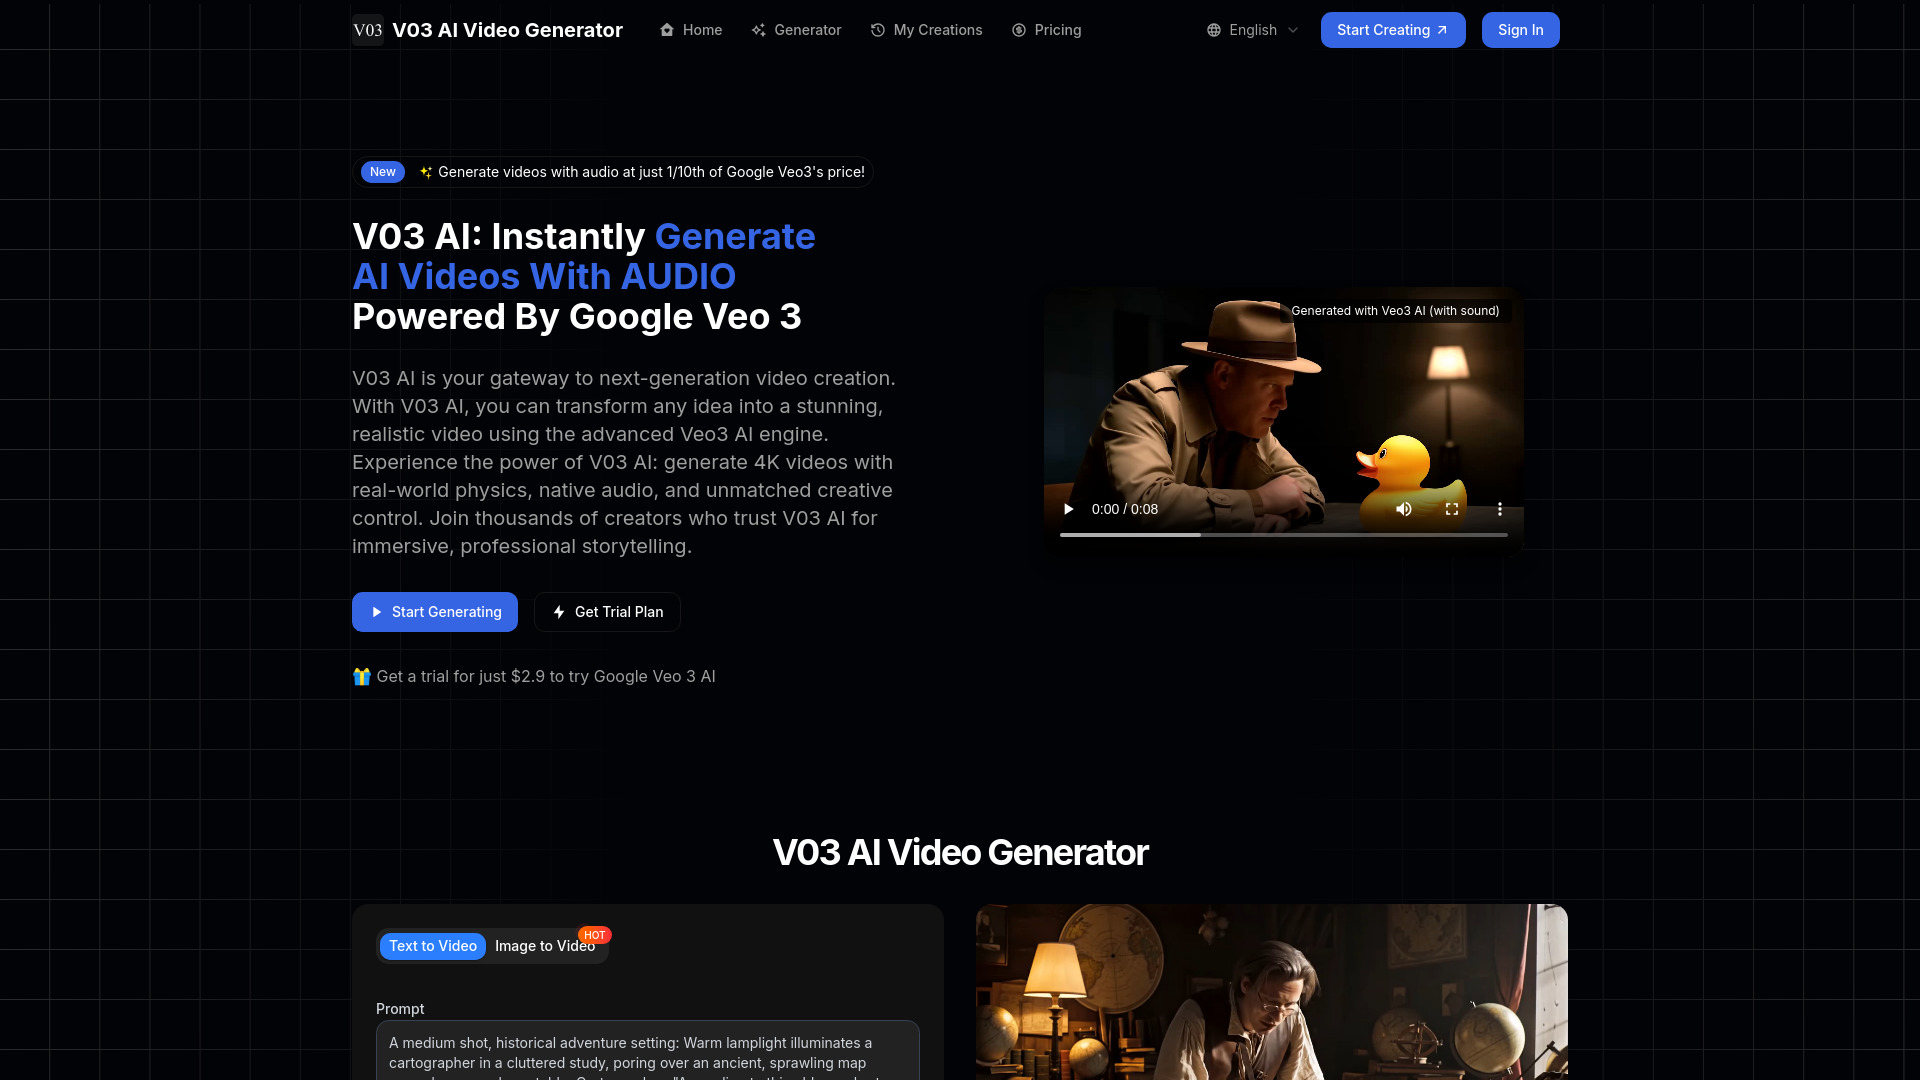 V03 V03 AI Video Generator Home Generator My Creations Pricing English Start Creating Sign In
New ✨ Generate videos with audio at just 1/10th of Google Veo3's price!
V03 AI: Instantly Generate
AI Videos With AUDIO
Powered By Google Veo 3
V03 AI is your gateway to next-generation video creation.
With V03 AI, you can transform any idea into a stunning,
realistic video using the advanced Veo3 AI engine.
Experience the power of V03 AI: generate 4K videos with
real-world physics, native audio, and unmatched creative
control. Join thousands of creators who trust V03 AI for
immersive, professional storytelling.
Start Generating Get Trial Plan
🎁 Get a trial for just $2.9 to try Google Veo 3 AI
Generated with Veo3 AI (with sound)
0:00 / 0:08
V03 AI Video Generator
Text to Video Image to Video HOT
Prompt
A medium shot, historical adventure setting: Warm lamplight illuminates a
cartographer in a cluttered study, poring over an ancient, sprawling map